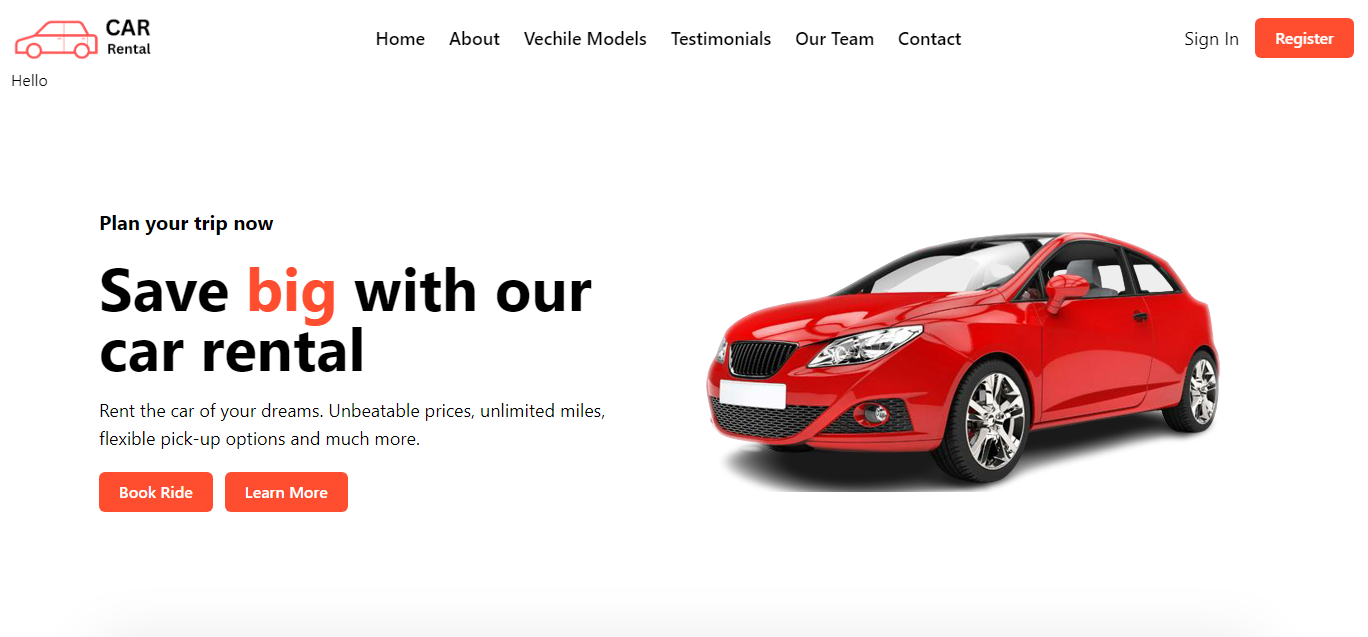 CAR
Rental
Home About Vechile Models Testimonials Our Team Contact Sign In Register
Hello
Plan your trip now
Save big with our
car rental
Rent the car of your dreams. Unbeatable prices, unlimited miles,
flexible pick-up options and much more.
Book Ride Learn More